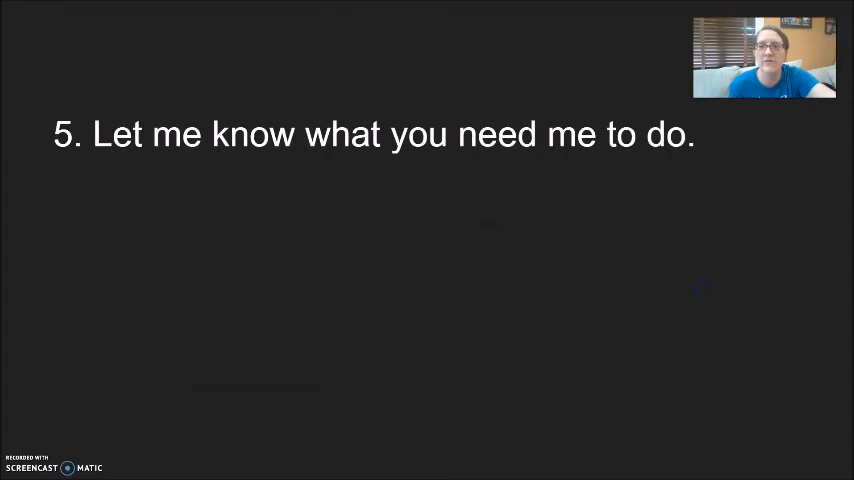 5. Let me know what you need me to do.
RECORDED WITH
SCREENCAST MATIC